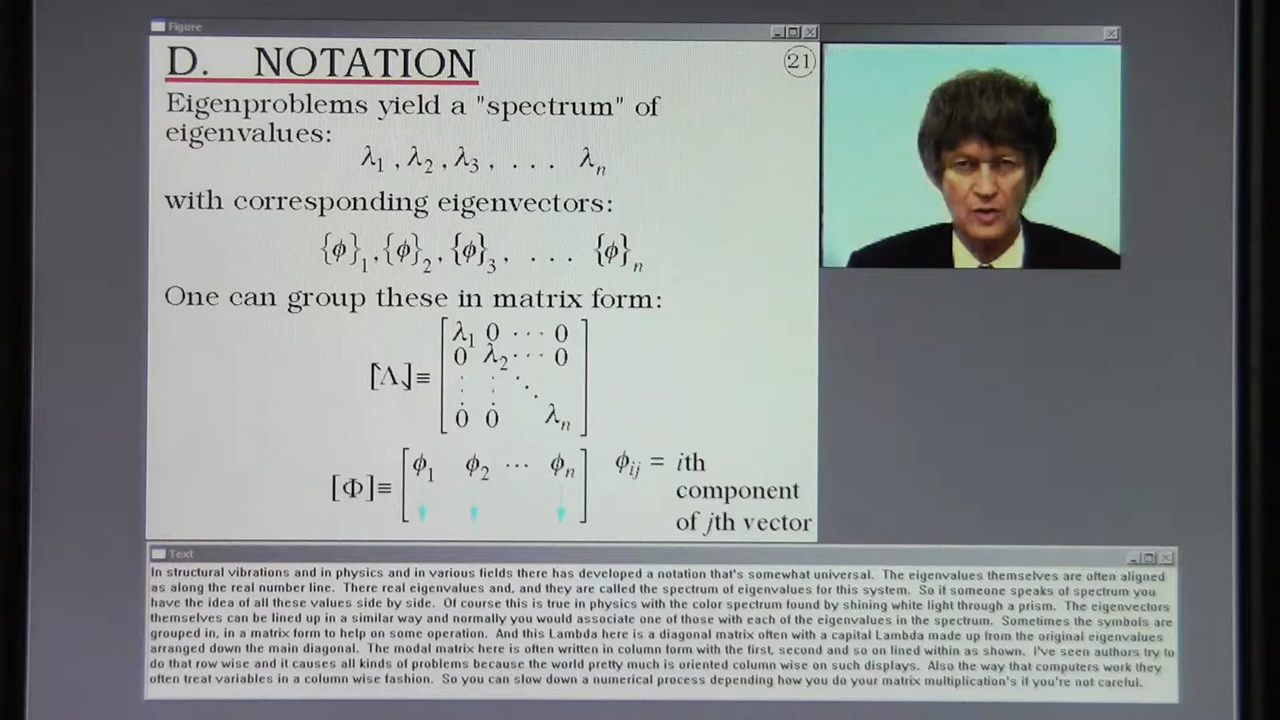 Figure
D. NOTATION
21
Eigenproblems yield a "spectrum" of
eigenvalues:
λ₁ , λ₂ , λ₃ , . . . λₙ
with corresponding eigenvectors:
{ϕ}₁, {ϕ}₂, {ϕ}₃, . . . {ϕ}ₙ
One can group these in matrix form:
λ₁ 0 ··· 0
0 λ₂ ··· 0
[Λ] ≡
0 0 λₙ
ϕ₁ ϕ₂ ··· ϕₙ
ϕij = ith
[Φ] ≡
component
of jth vector
Text
In structural vibrations and in physics and in various fields there has developed a notation that's somewhat universal. The eigenvalues themselves are often aligned
as along the real number line. There real eigenvalues and, and they are called the spectrum of eigenvalues for this system. So if someone speaks of spectrum you
have the idea of all these values side by side. Of course this is true in physics with the color spectrum found by shining white light through a prism. The eigenvectors
themselves can be lined up in a similar way and normally you would associate one of those with each of the eigenvalues in the spectrum. Sometimes the symbols are
grouped in, in a matrix form to help on some operation. And this Lambda here is a diagonal matrix often with a capital Lambda made up from the original eigenvalues
arranged down the main diagonal. The modal matrix here is often written in column form with the first, second and so on lined within as shown. I've seen authors try to
do that row wise and it causes all kinds of problems because the world pretty much is oriented column wise on such displays. Also the way that computers work they
often treat variables in a column wise fashion. So you can slow down a numerical process depending how you do your matrix multiplication's if you're not careful.